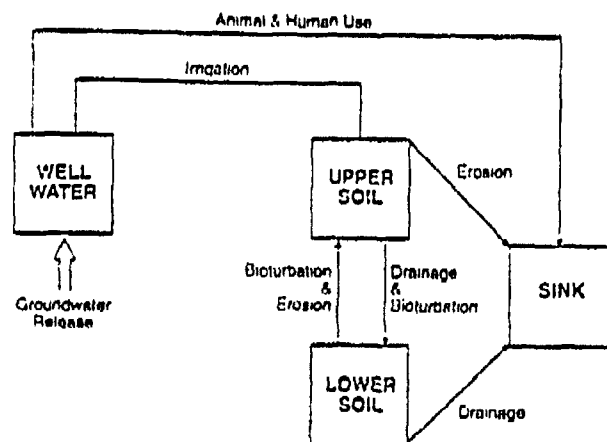 Animal & Human Use
Irrigation
WELL
WATER
UPPER
SOIL
Erosion
Bioturbation
&
Erosion
Drainage
&
Bioturbation
SINK
Groundwater
Release
LOWER
SOIL
Drainage